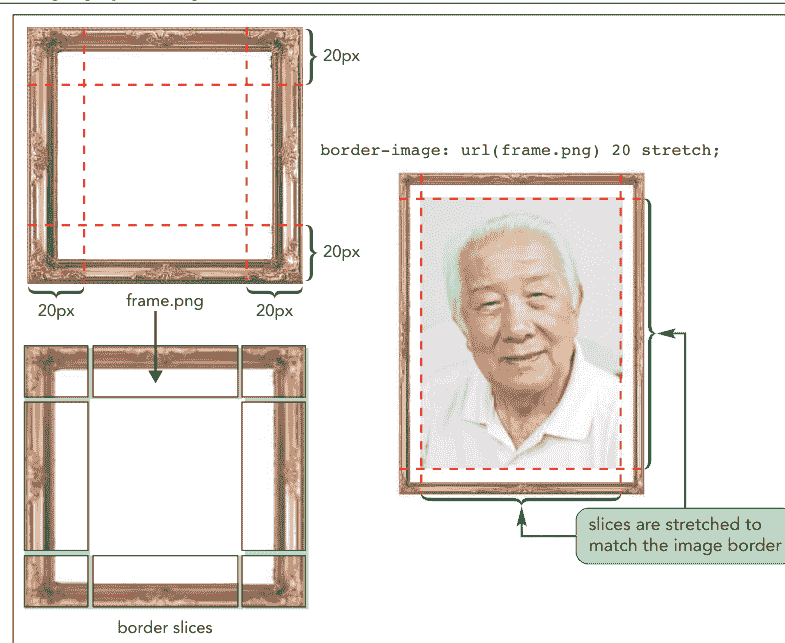 20px
border-image: url(frame.png) 20 stretch;
20px
20px
frame.png
20px
slices are stretched to
match the image border
border slices